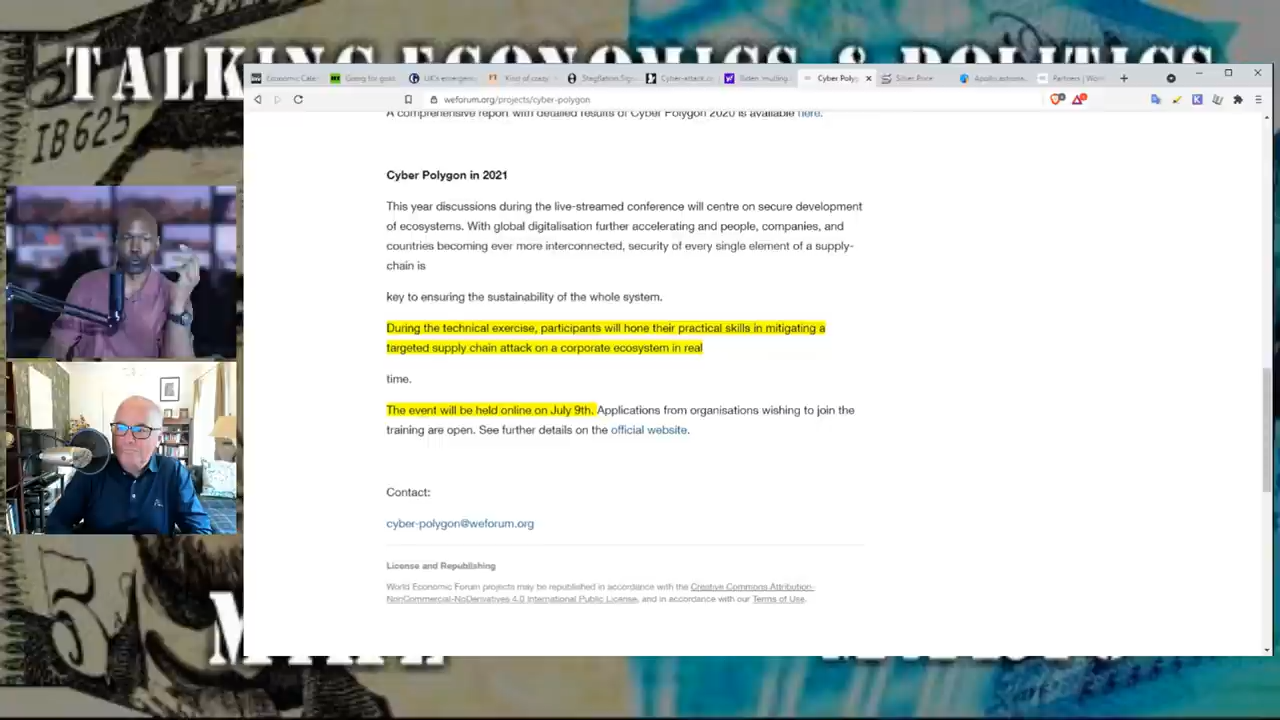 TALKING ECONOMICS & POLITICS
IB 625
Economic Cate
Going for gold
UK's emergenc
Kind of crazy
Stagflation Sign
Cyber-attack.co
Cyber Polyg
Silver Price
Partners | Worl
weforum.org/projects/cyber-polygon
A comprehensive report with detailed results of Cyber Polygon 2020 is available here.
Cyber Polygon in 2021
This year discussions during the live-streamed conference will centre on secure development
of ecosystems. With global digitalisation further accelerating and people, companies, and
countries becoming ever more interconnected, security of every single element of a supply-
chain is
key to ensuring the sustainability of the whole system.
During the technical exercise, participants will hone their practical skills in mitigating a
targeted supply chain attack on a corporate ecosystem in real
time.
The event will be held online on July 9th. Applications from organisations wishing to join the
training are open. See further details on the official website.
Contact:
cyber-polygon@weforum.org
License and Republishing
World Economic Forum projects may be republished in accordance with the Creative Commons Attribution-
NonCommercial-NoDerivatives 4.0 International Public License, and in accordance with our Terms of Use.